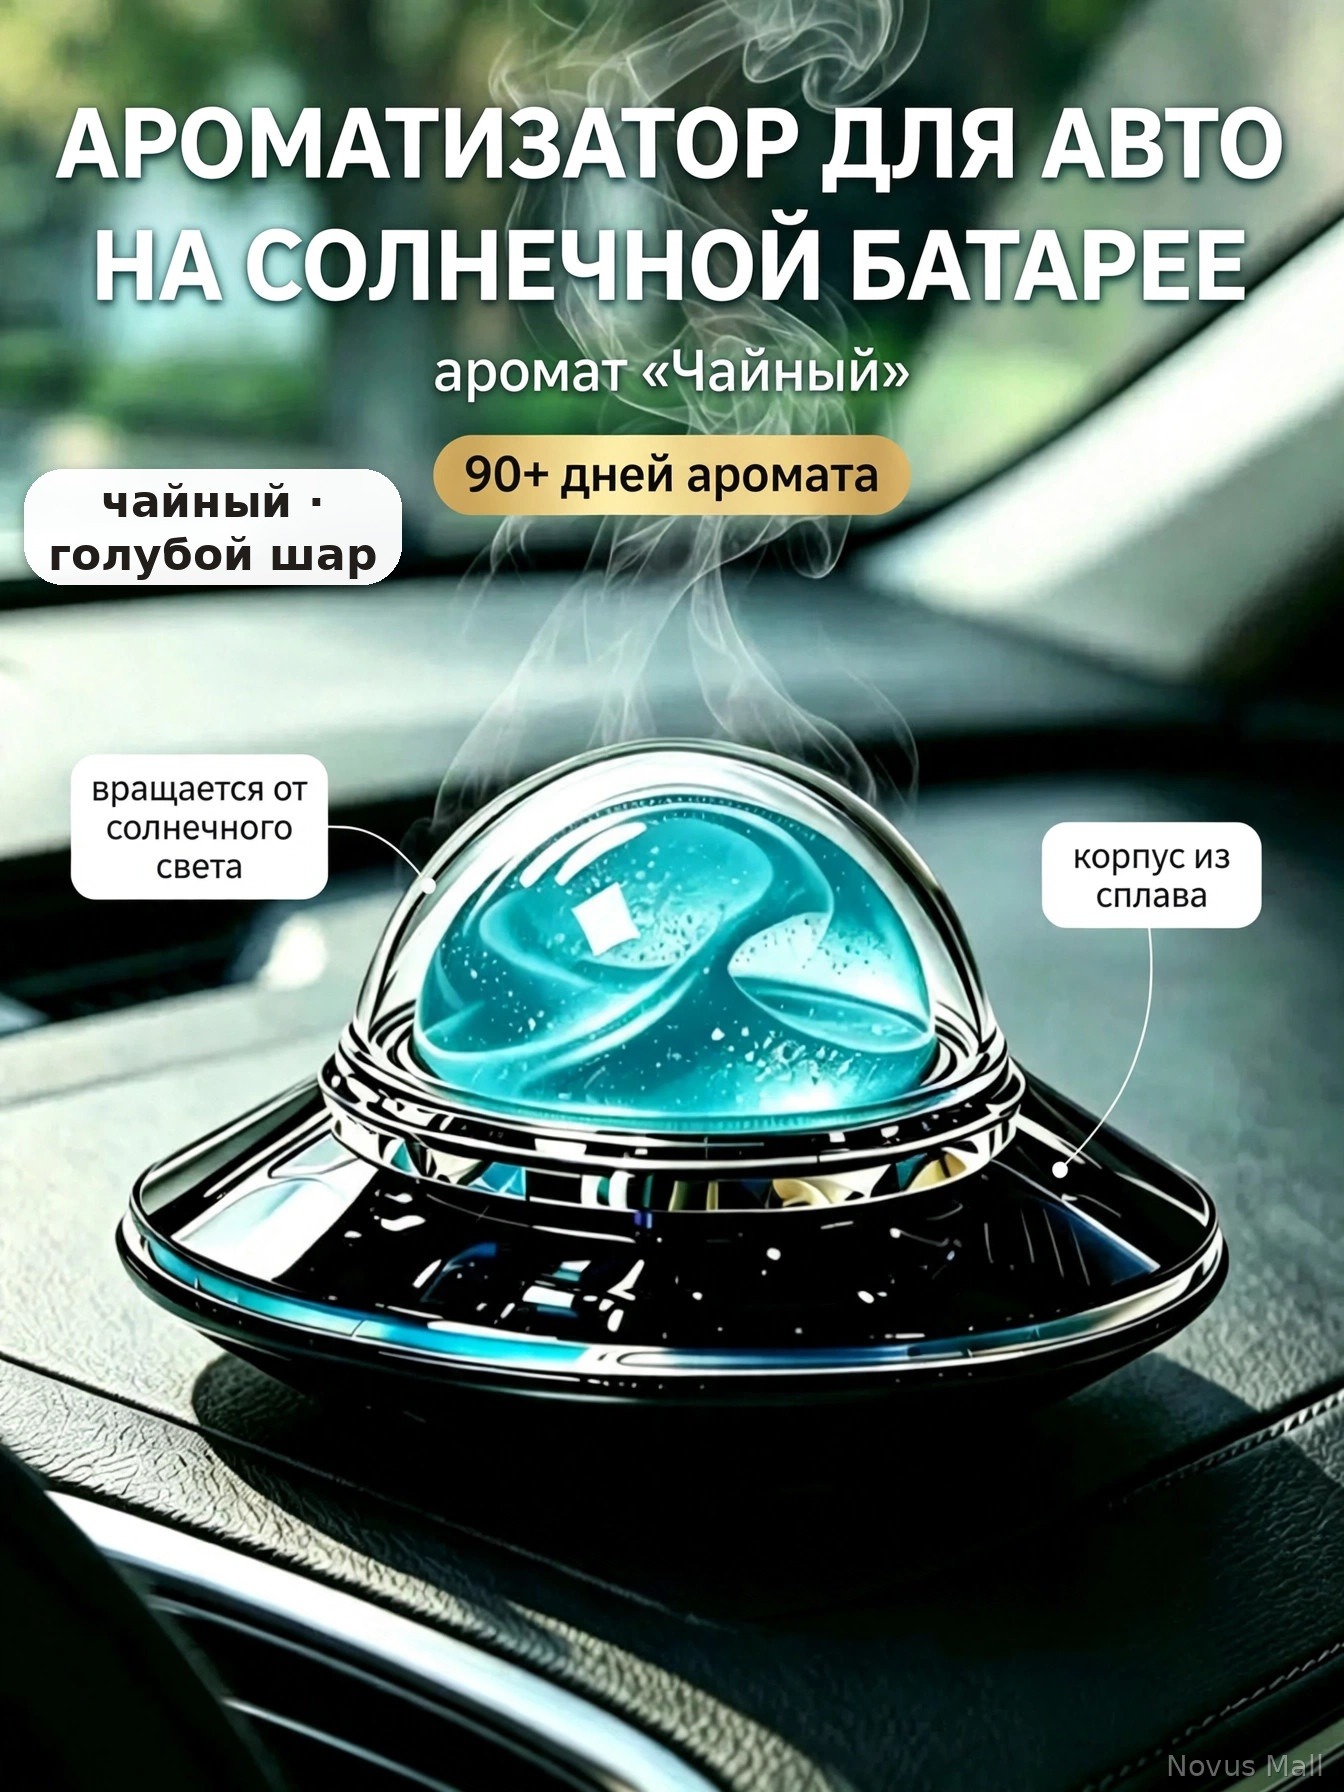 АРОМАТИЗАТОР ДЛЯ АВТО
НА СОЛНЕЧНОЙ БАТАРЕЕ
аромат «Чайный»
90+ дней аромата
чайный ·
голубой шар
вращается от
солнечного
света
корпус из
сплава
Novus Mall